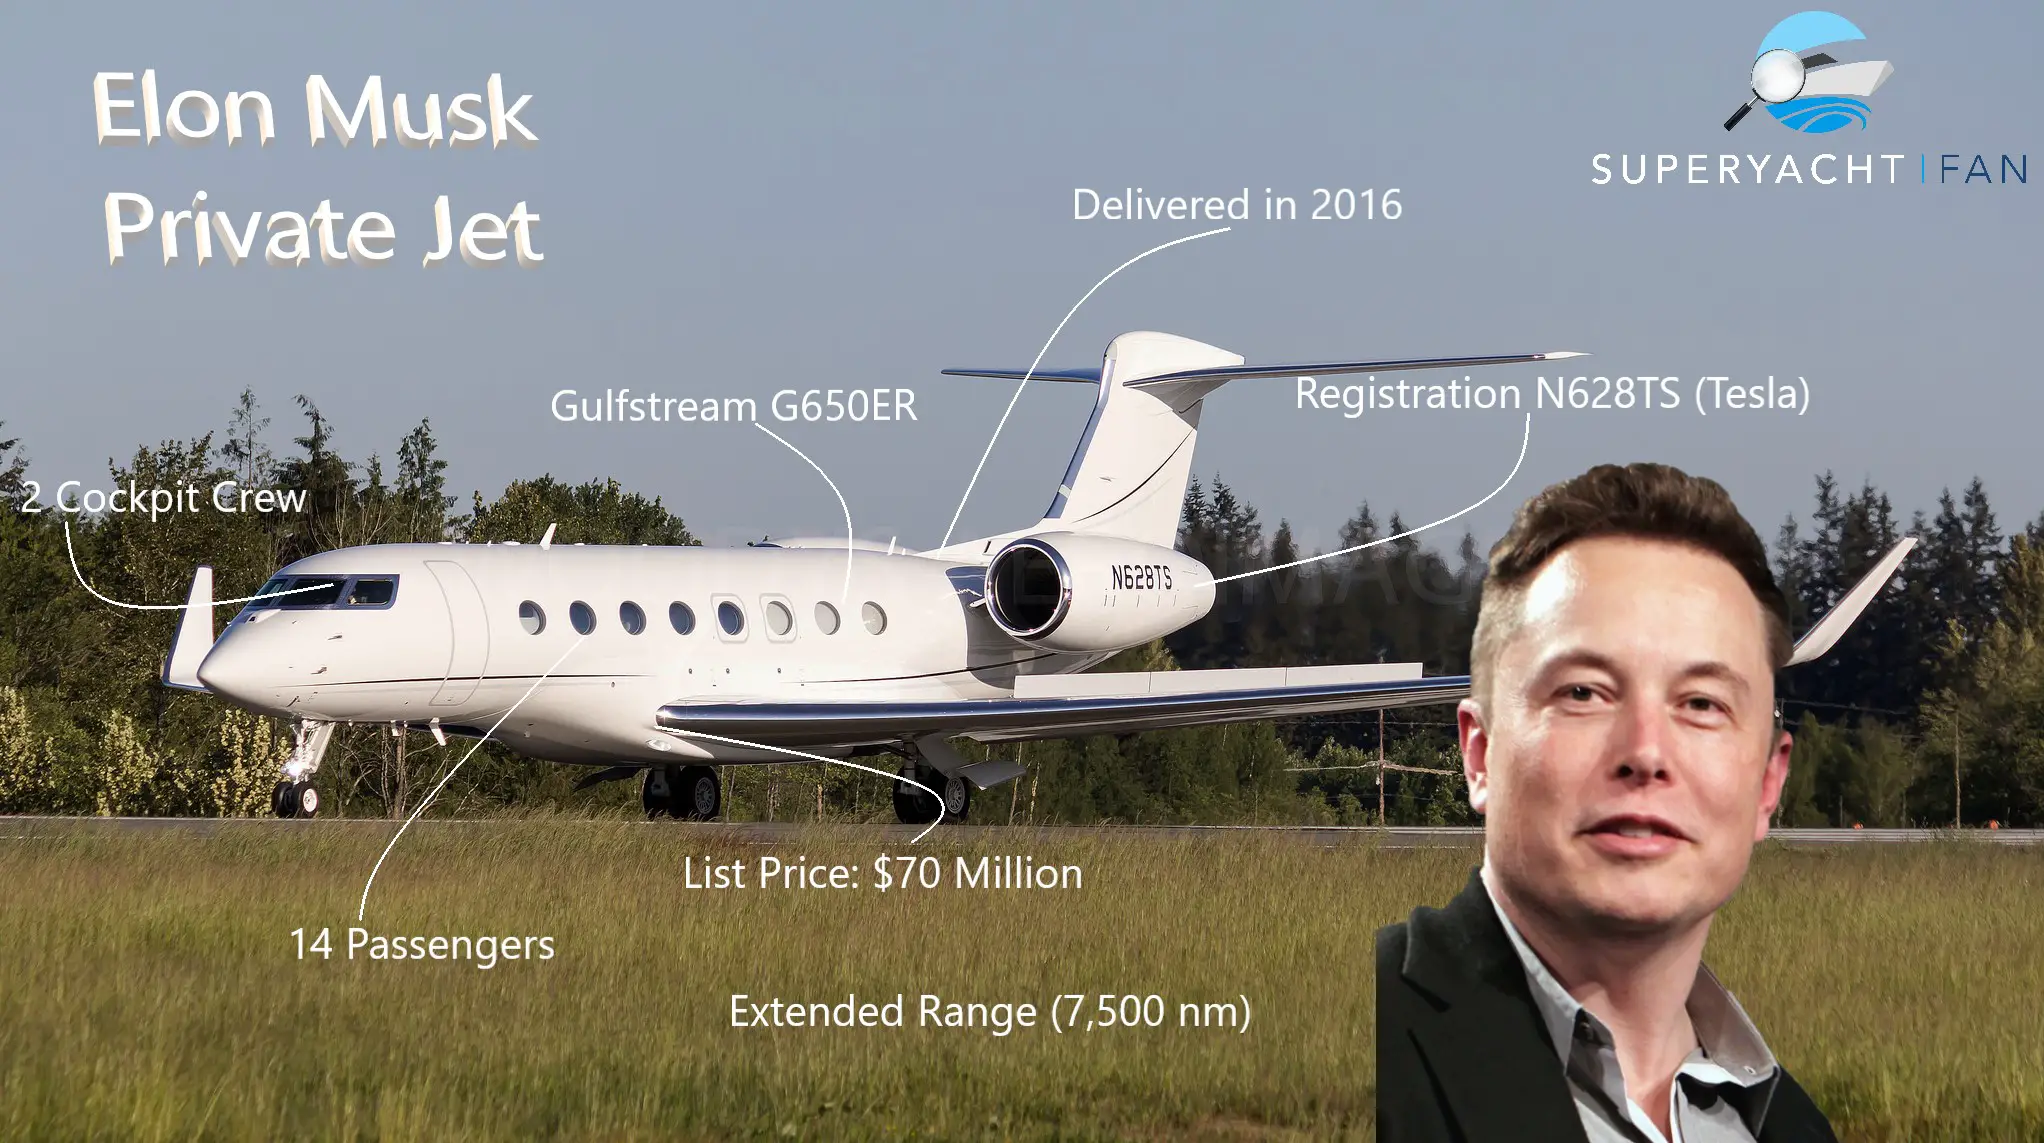 Elon Musk
Private Jet
SUPERYACHT | FAN
Delivered in 2016
Gulfstream G650ER
Registration N628TS (Tesla)
2 Cockpit Crew
N628TS
List Price: $70 Million
14 Passengers
Extended Range (7,500 nm)